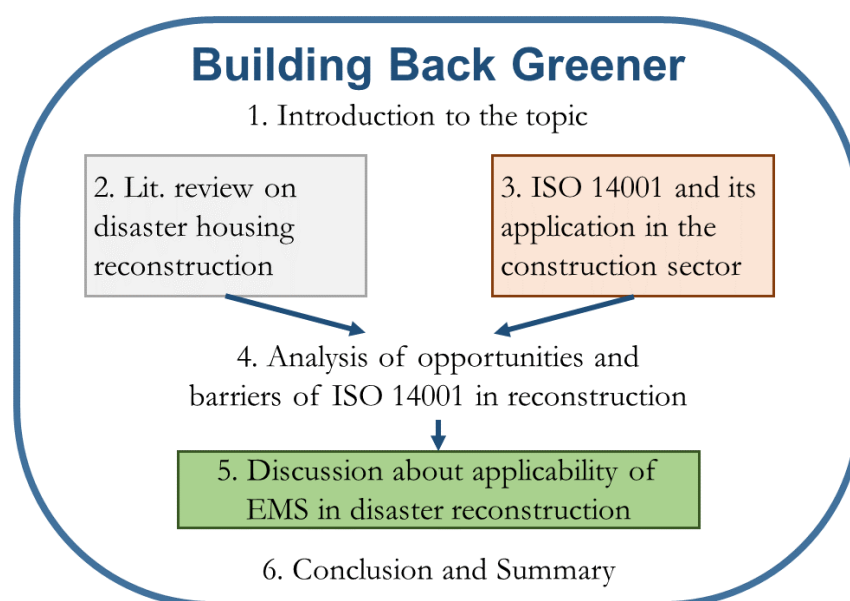 Building Back Greener
1. Introduction to the topic
2. Lit. review on
disaster housing
reconstruction
3. ISO 14001 and its
application in the
construction sector
4. Analysis of opportunities and
barriers of ISO 14001 in reconstruction
5. Discussion about applicability of
EMS in disaster reconstruction
6. Conclusion and Summary